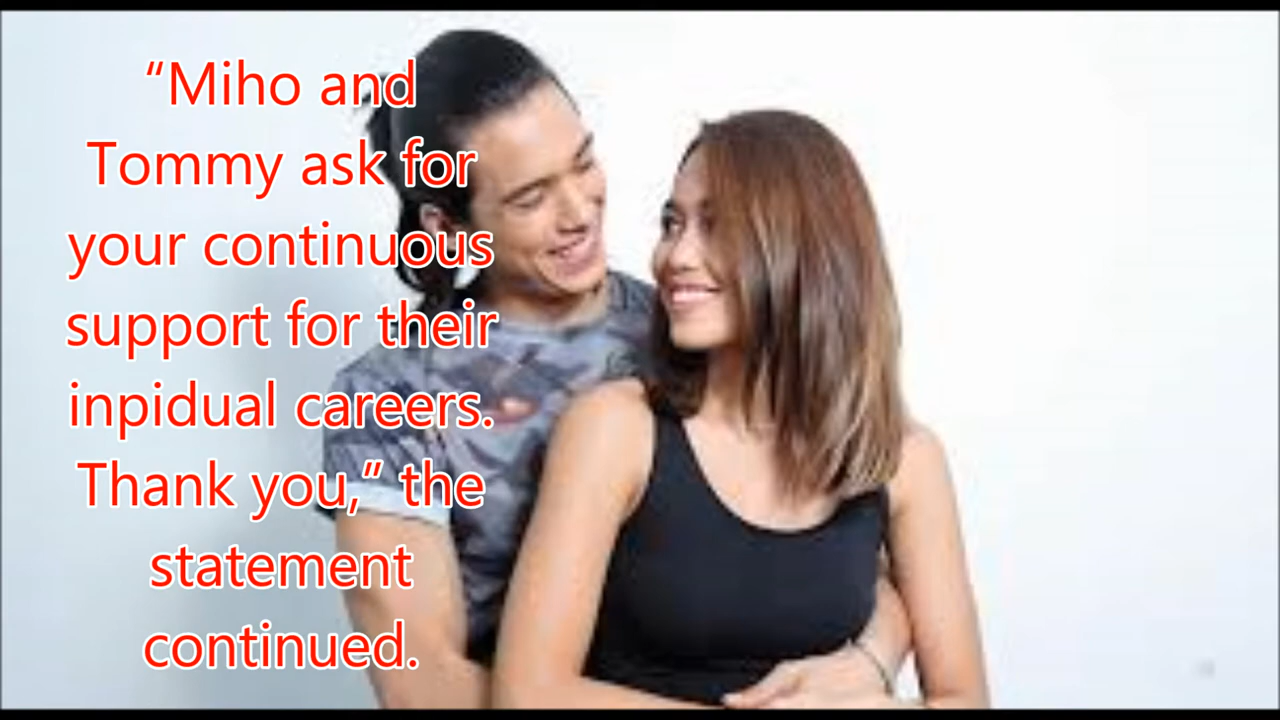 “Miho and
Tommy ask for
your continuous
support for their
inpidual careers.
Thank you,” the
statement
continued.